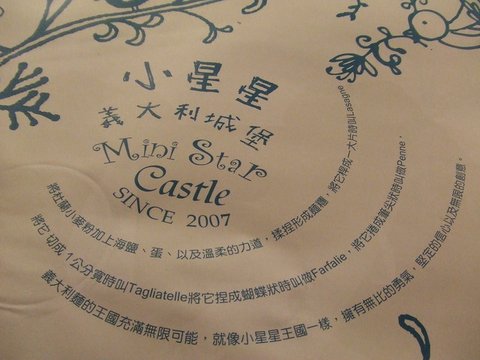 小星星
義大利城堡
Mini Star
Castle
SINCE 2007
將杜蘭小麥粉加上海鹽、蛋、以及溫柔的力道，揉捏形成麵糰，將它拌成一大片時叫Lasagne
將它切成1公分寬時叫Tagliatelle將它捏成蝴蝶狀時叫做Farfalle，將它捲成筆尖狀時叫做Penne，
義大利麵的王國充滿無限可能，就像小星星王國一樣，擁有無比的勇氣，堅定的信心以及無限的創意。